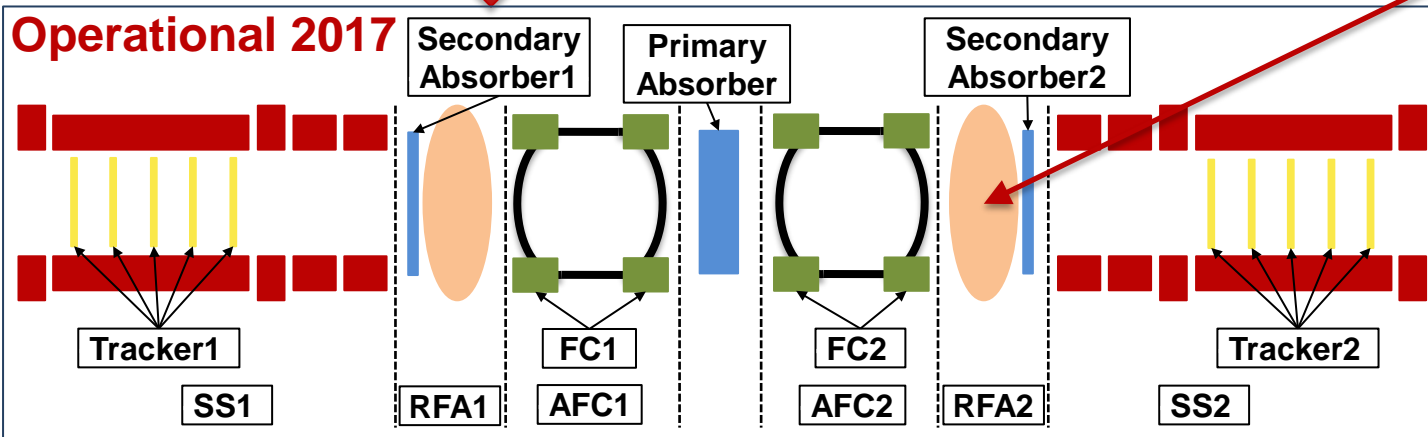 Operational 2017
Secondary
Absorber1
Primary
Absorber
Secondary
Absorber2
Tracker1
FC1
FC2
Tracker2
SS1
RFA1
AFC1
AFC2
RFA2
SS2